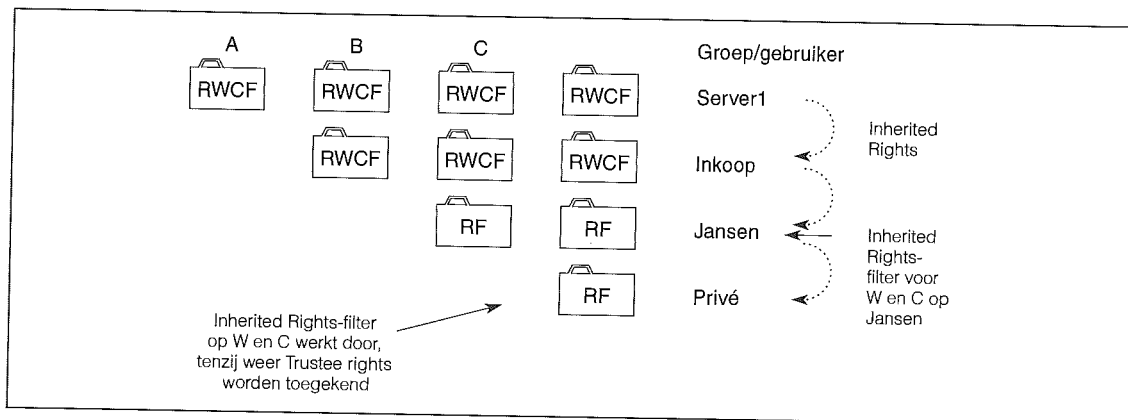 A B C Groep/gebruiker
RWCF RWCF RWCF RWCF Server1
Inherited
Rights
RWCF RWCF RWCF Inkoop
RF RF Jansen
Inherited
Rights-
filter voor
W en C op
Jansen
RF Privé
Inherited Rights-filter
op W en C werkt door,
tenzij weer Trustee rights
worden toegekend